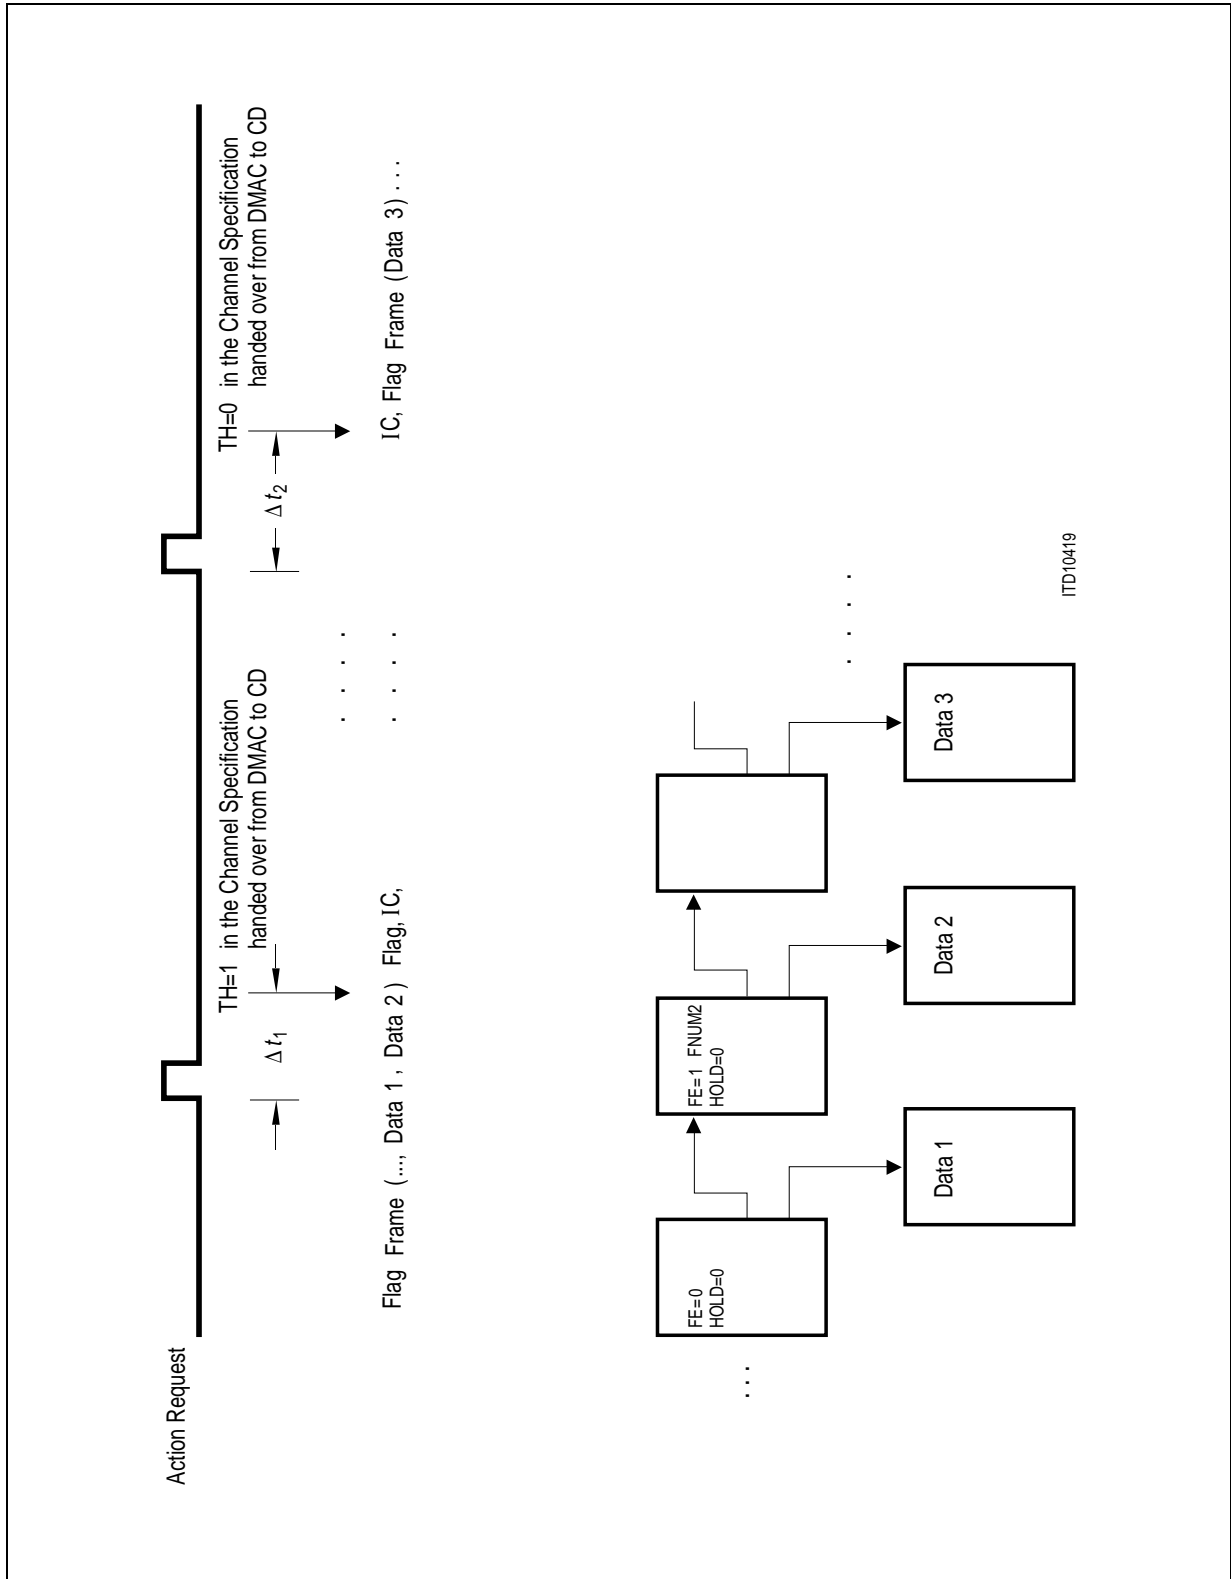 Action Request
TH=1 in the Channel Specification
handed over from DMAC to CD
TH=0 in the Channel Specification
handed over from DMAC to CD
Δ t1
Δ t2
. . . .
Flag Frame (..., Data 1 , Data 2 ) Flag, IC,
. . . .
IC, Flag Frame (Data 3) . . .
. . .
FE=0
HOLD=0
FE=1 FNUM2
HOLD=0
. . . .
Data 1
Data 2
Data 3
ITD10419